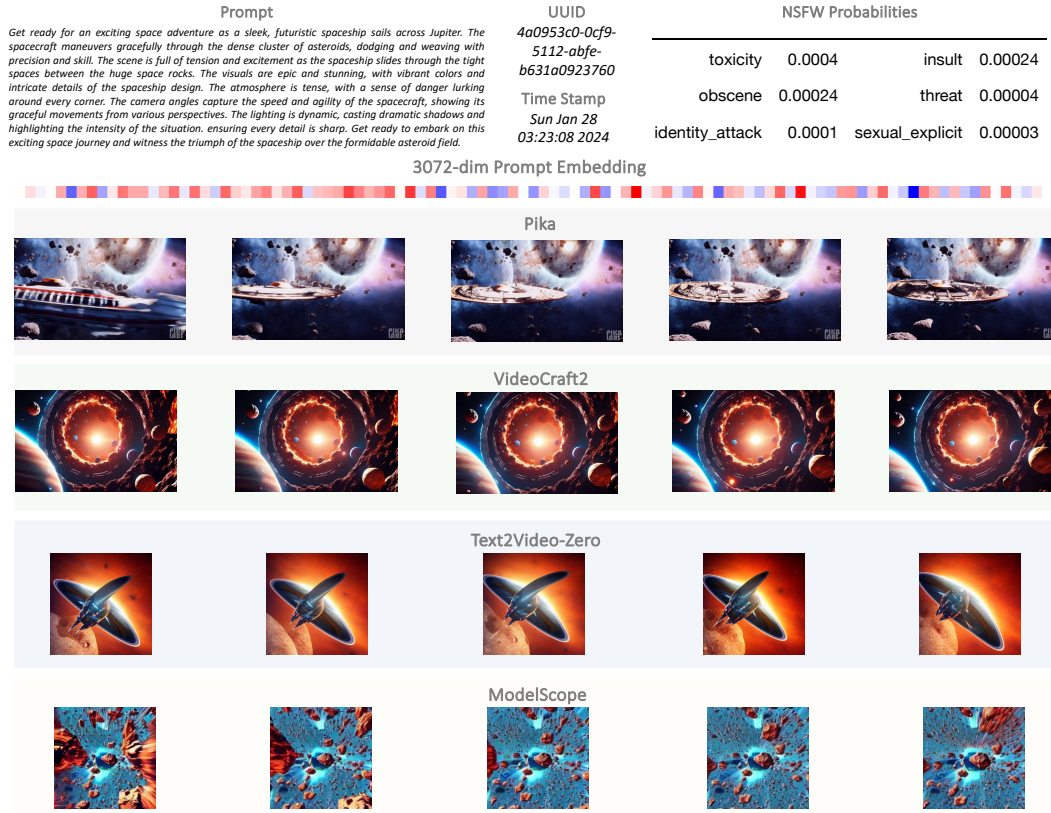 Prompt
Get ready for an exciting space adventure as a sleek, futuristic spaceship sails across Jupiter. The
spacecraft maneuvers gracefully through the dense cluster of asteroids, dodging and weaving with
precision and skill. The scene is full of tension and excitement as the spaceship slides through the tight
spaces between the huge space rocks. The visuals are epic and stunning, with vibrant colors and
intricate details of the spaceship design. The atmosphere is tense, with a sense of danger lurking
around every corner. The camera angles capture the speed and agility of the spacecraft, showing its
graceful movements from various perspectives. The lighting is dynamic, casting dramatic shadows and
highlighting the intensity of the situation. ensuring every detail is sharp. Get ready to embark on this
exciting space journey and witness the triumph of the spaceship over the formidable asteroid field.
UUID
4a0953c0-0cf9-
5112-abfe-
b631a0923760
Time Stamp
Sun Jan 28
03:23:08 2024
NSFW Probabilities
toxicity 0.0004 insult 0.00024
obscene 0.00024 threat 0.00004
identity_attack 0.0001 sexual_explicit 0.00003
3072-dim Prompt Embedding
Pika
PIKA
LABS
PIKA
LABS
PIKA
LABS
PIKA
LABS
VideoCraft2
Text2Video-Zero
ModelScope